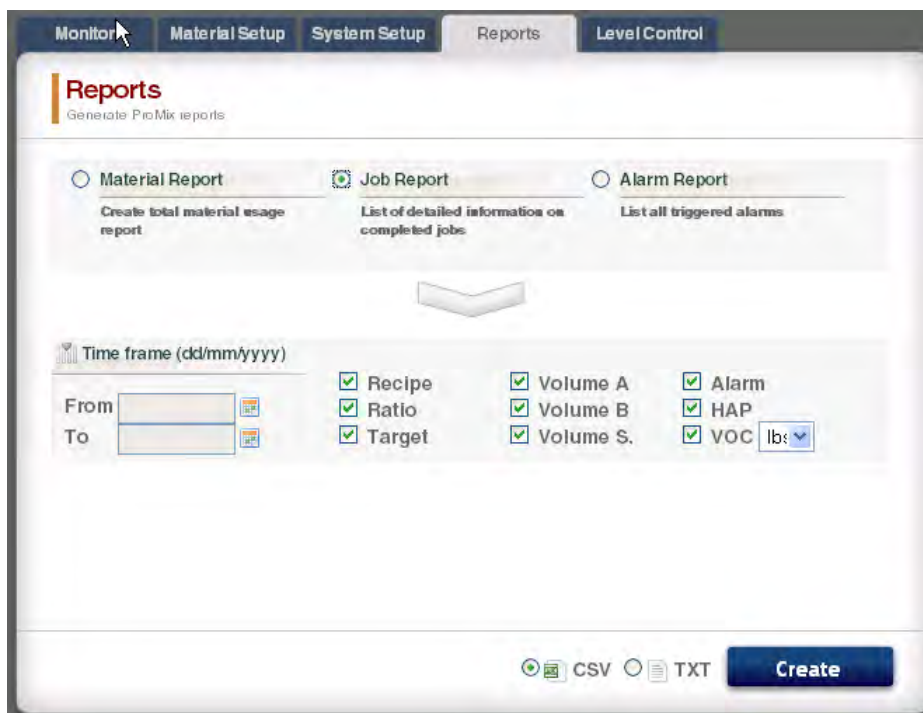 Monitor Material Setup System Setup Reports Level Control
Reports
Generate ProMix reports
Material Report Job Report Alarm Report
Create total material usage report
List of detailed information on completed jobs
List all triggered alarms
Time frame (dd/mm/yyyy)
From
To
Recipe Volume A Alarm
Ratio Volume B HAP
Target Volume S. VOC lbs
CSV TXT Create